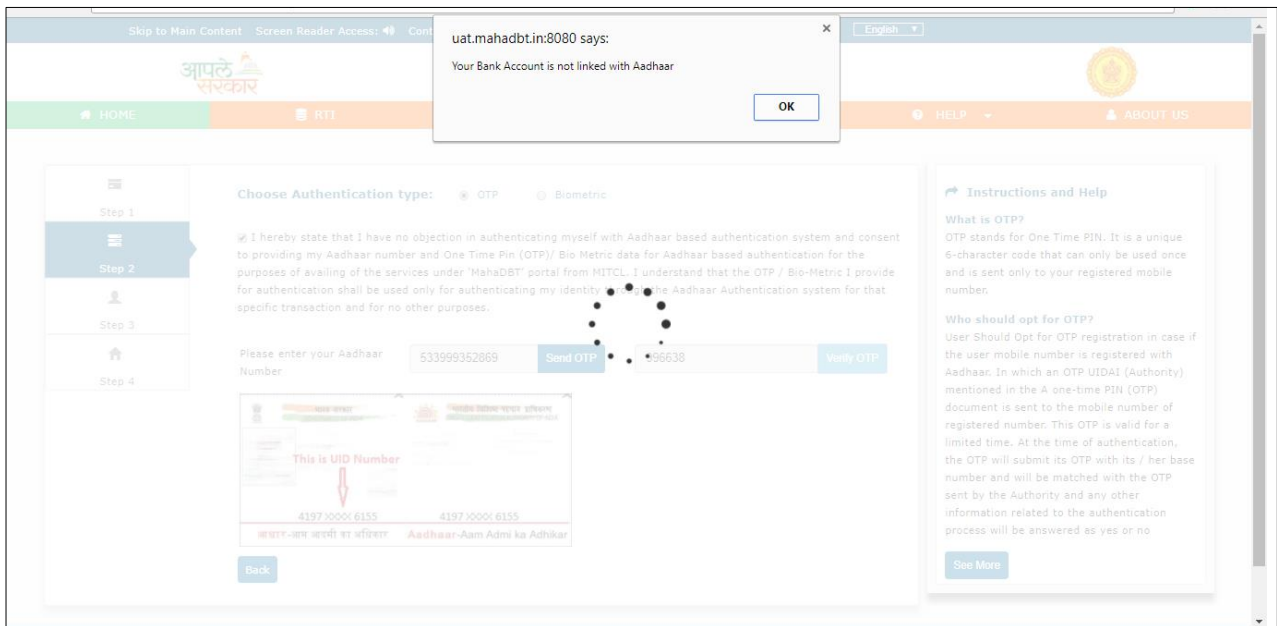 Skip to Main Content Screen Reader Access: Cont
English
uat.mahadbt.in:8080 says:
Your Bank Account is not linked with Aadhaar
OK
आपले
सरकार
HOME
RTI
HELP
ABOUT US
Step 1
Step 2
Step 3
Step 4
Choose Authentication type: OTP Biometric
I hereby state that I have no objection in authenticating myself with Aadhaar based authentication system and consent
to providing my Aadhaar number and One Time Pin (OTP)/ Bio Metric data for Aadhaar based authentication for the
purposes of availing of the services under 'MahaDBT' portal from MITCL. I understand that the OTP / Bio-Metric I provide
for authentication shall be used only for authenticating my identity through the Aadhaar Authentication system for that
specific transaction and for no other purposes.
Please enter your Aadhaar
Number
533999352869 Send OTP 996638 Verify OTP
This is UID Number
4197 XXXX 6155 4197 XXXX 6155
आधार-आम आदमी का अधिकार Aadhaar-Aam Admi ka Adhikar
Back
Instructions and Help
What is OTP?
OTP stands for One Time PIN. It is a unique
6-character code that can only be used once
and is sent only to your registered mobile
number.
Who should opt for OTP?
User Should Opt for OTP registration in case if
the user mobile number is registered with
Aadhaar. In which an OTP UIDAI (Authority)
mentioned in the A one-time PIN (OTP)
document is sent to the mobile number of
registered number. This OTP is valid for a
limited time. At the time of authentication,
the OTP will submit its OTP with its / her base
number and will be matched with the OTP
sent by the Authority and any other
information related to the authentication
process will be answered as yes or no
See More